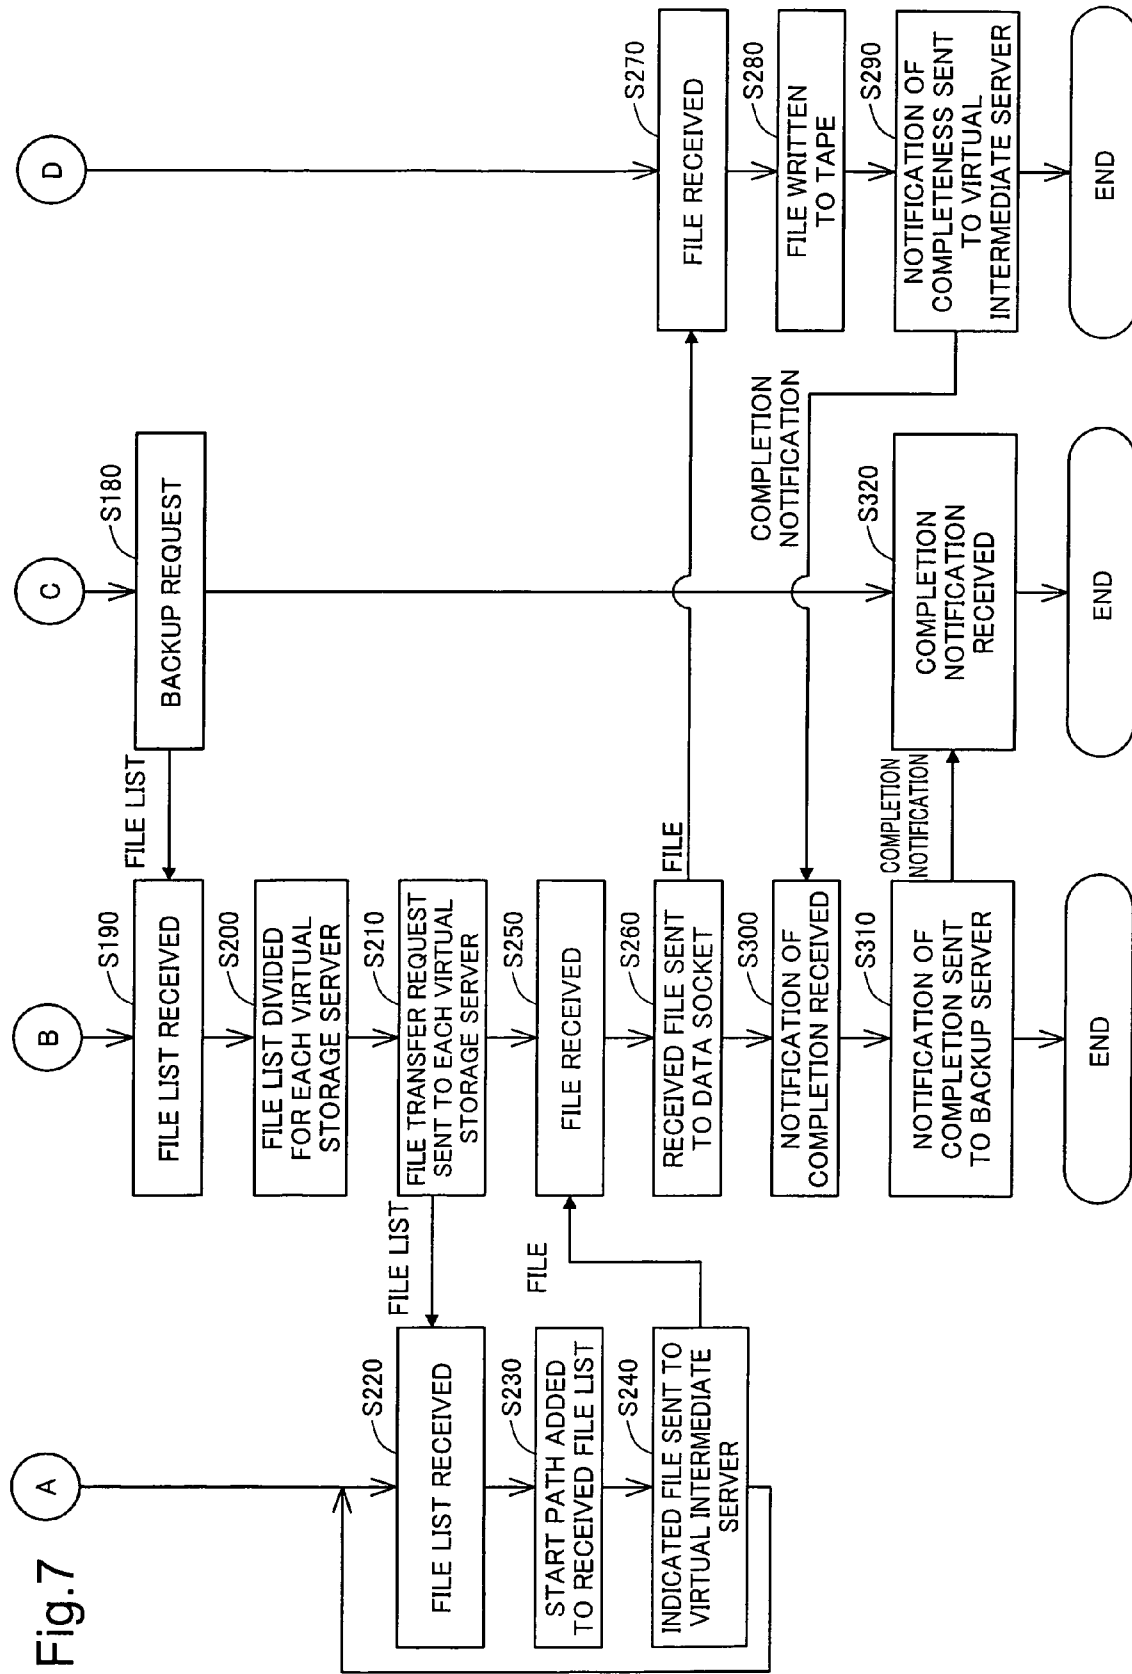 Fig.7
A
S220
FILE LIST RECEIVED
S230
START PATH ADDED
TO RECEIVED FILE LIST
S240
INDICATED FILE SENT TO
VIRTUAL INTERMEDIATE
SERVER
FILE LIST
FILE
B
S190
FILE LIST RECEIVED
S200
FILE LIST DIVIDED
FOR EACH VIRTUAL
STORAGE SERVER
S210
FILE TRANSFER REQUEST
SENT TO EACH VIRTUAL
STORAGE SERVER
S250
FILE RECEIVED
S260
RECEIVED FILE SENT
TO DATA SOCKET
S300
NOTIFICATION OF
COMPLETION RECEIVED
S310
NOTIFICATION OF
COMPLETION SENT
TO BACKUP SERVER
END
FILE LIST
FILE
COMPLETION
NOTIFICATION
C
S180
BACKUP REQUEST
S320
COMPLETION
NOTIFICATION
RECEIVED
END
COMPLETION
NOTIFICATION
D
S270
FILE RECEIVED
S280
FILE WRITTEN
TO TAPE
S290
NOTIFICATION OF
COMPLETENESS SENT
TO VIRTUAL
INTERMEDIATE SERVER
END